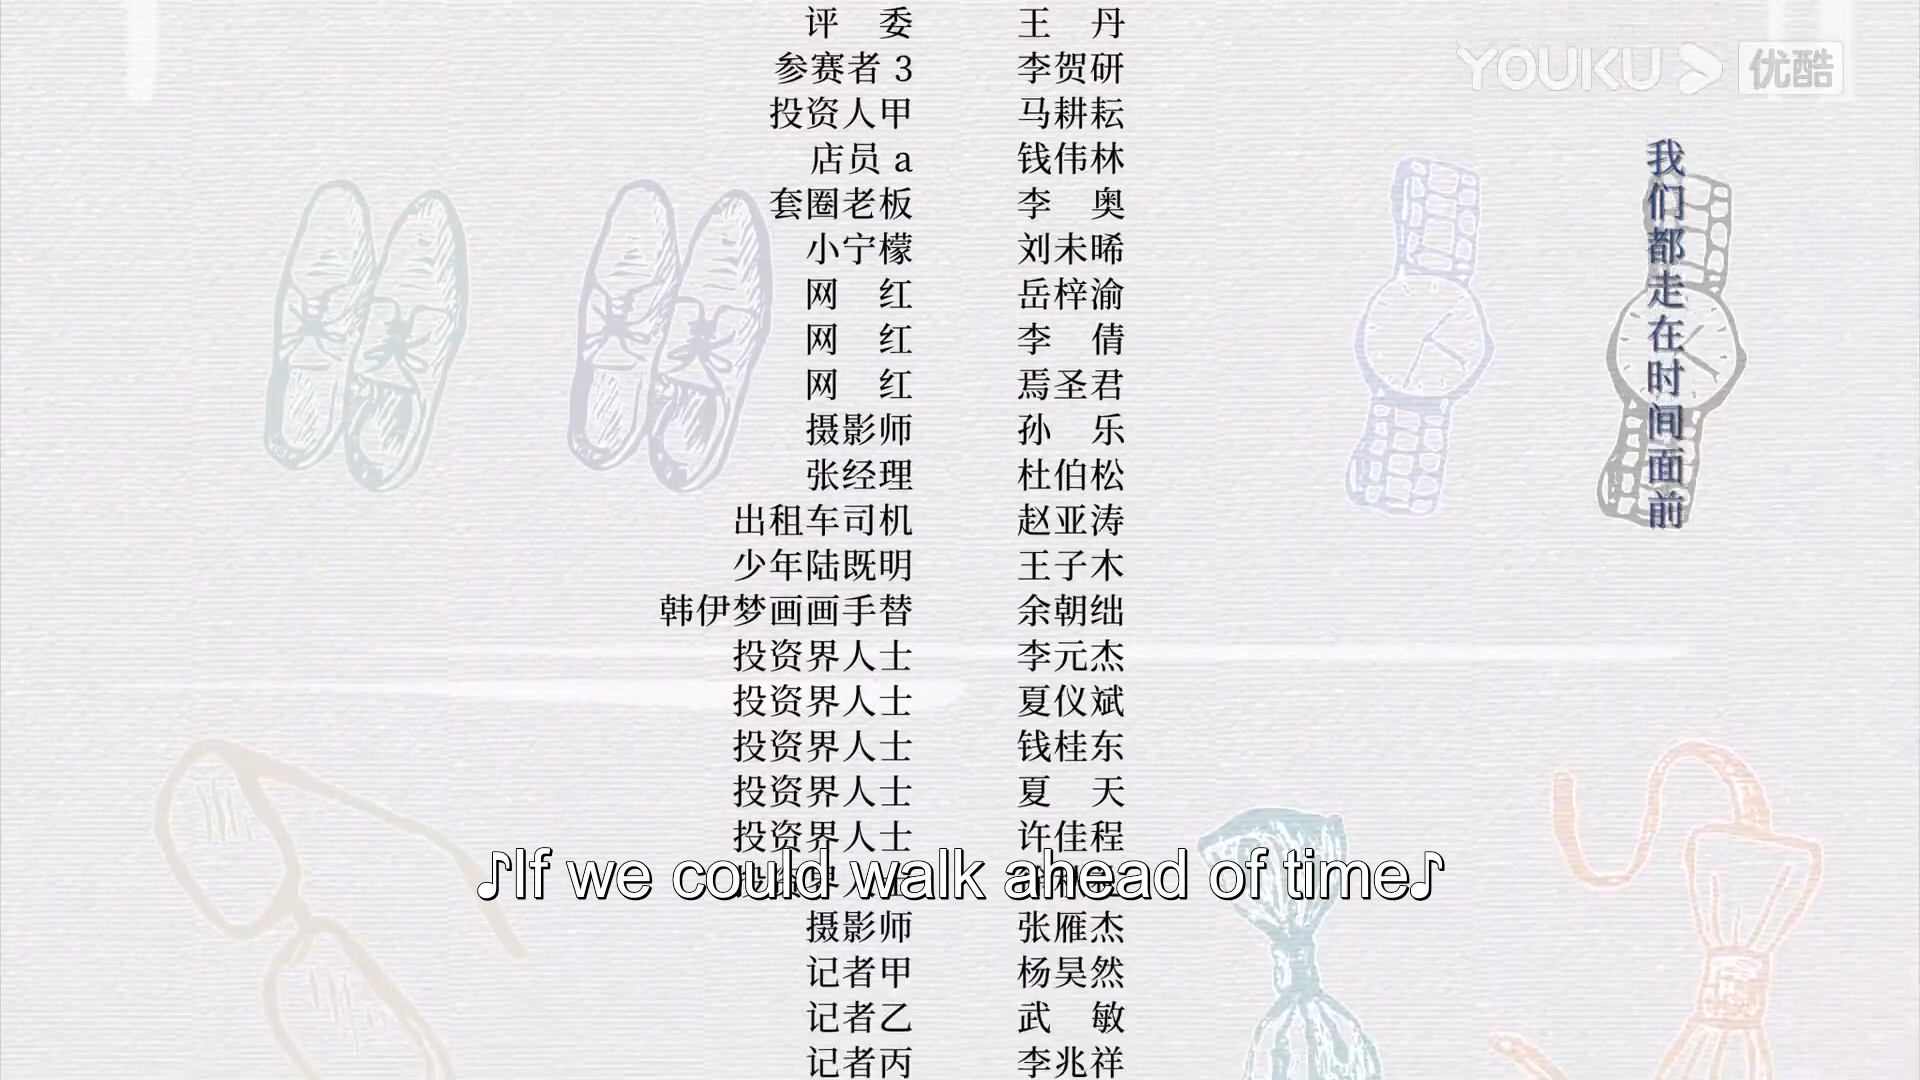 评 委 王 丹
参赛者 3 李贺研
投资人甲 马耕耘
店员 a 钱伟林
套圈老板 李 奥
小宁檬 刘未晞
网 红 岳梓渝
网 红 李 倩
网 红 焉圣君
摄影师 孙 乐
张经理 杜伯松
出租车司机 赵亚涛
少年陆既明 王子木
韩伊梦画画手替 余朝绌
投资界人士 李元杰
投资界人士 夏仪斌
投资界人士 钱桂东
投资界人士 夏 天
投资界人士 许佳程
投资界人士
♪If we could walk ahead of time♪
摄影师 张雁杰
记者甲 杨昊然
记者乙 武 敏
记者丙 李兆祥
YOUKU 优酷
我们都走在时间面前